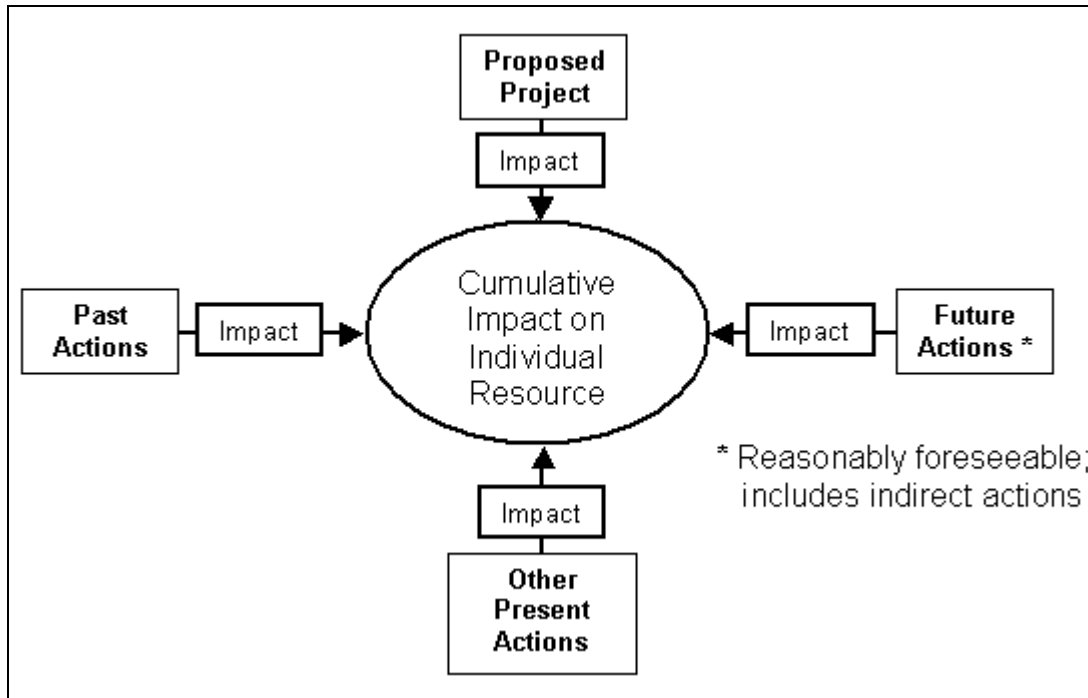 Proposed
Project
Impact
Past
Actions
Impact
Cumulative
Impact on
Individual
Resource
Impact
Future
Actions *
* Reasonably foreseeable;
includes indirect actions
Impact
Other
Present
Actions